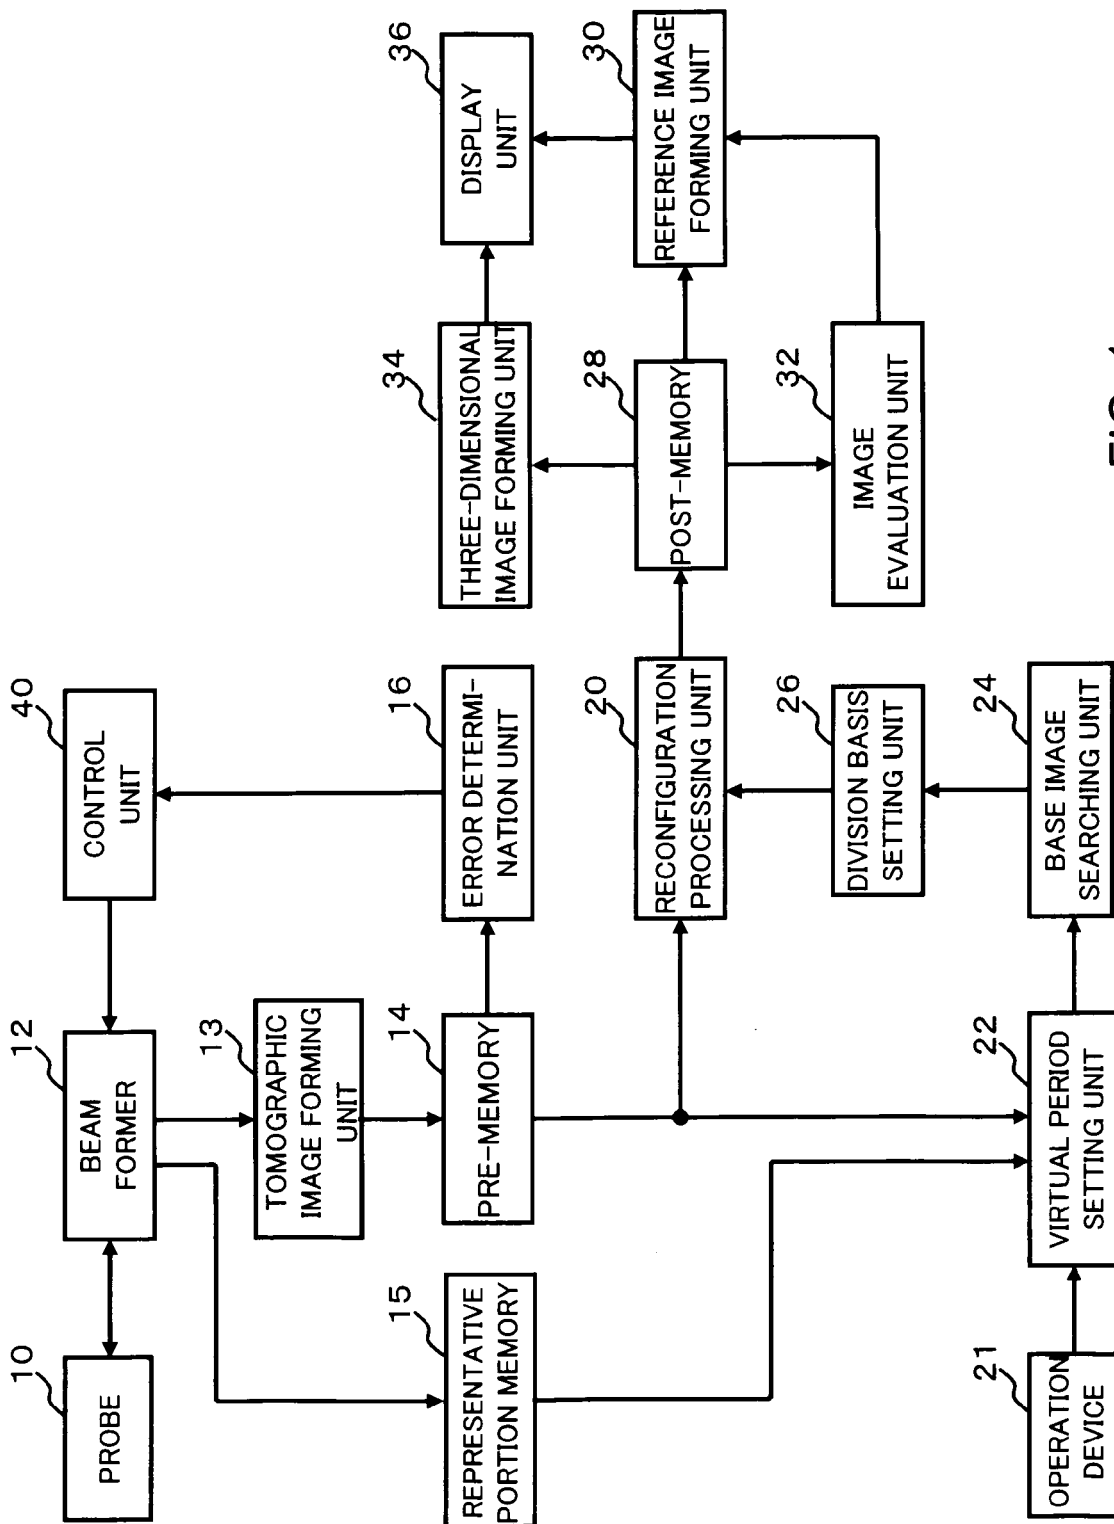 10
PROBE
12
BEAM
FORMER
40
CONTROL
UNIT
13
TOMOGRAPHIC
IMAGE FORMING
UNIT
15
REPRESENTATIVE
PORTION MEMORY
14
PRE-MEMORY
16
ERROR DETERMI-
NATION UNIT
34
THREE-DIMENSIONAL
IMAGE FORMING UNIT
36
DISPLAY
UNIT
20
RECONFIGURATION
PROCESSING UNIT
28
POST-MEMORY
30
REFERENCE IMAGE
FORMING UNIT
26
DIVISION BASIS
SETTING UNIT
32
IMAGE
EVALUATION UNIT
21
OPERATION
DEVICE
22
VIRTUAL PERIOD
SETTING UNIT
24
BASE IMAGE
SEARCHING UNIT